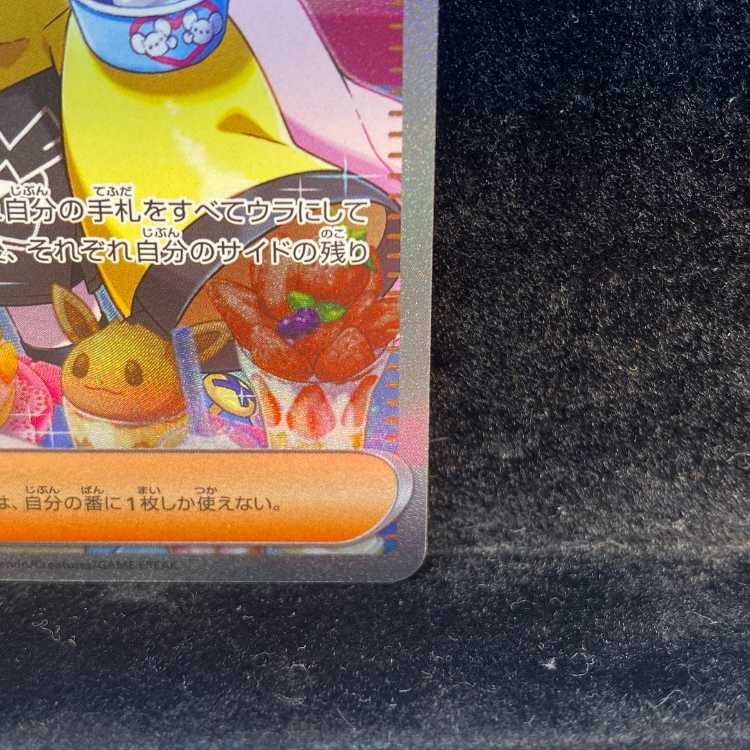 自分の手札をすべてウラにして
、それぞれ自分のサイドの残り
は、自分の番に1枚しか使えない。
Creatures/GAME FREAK